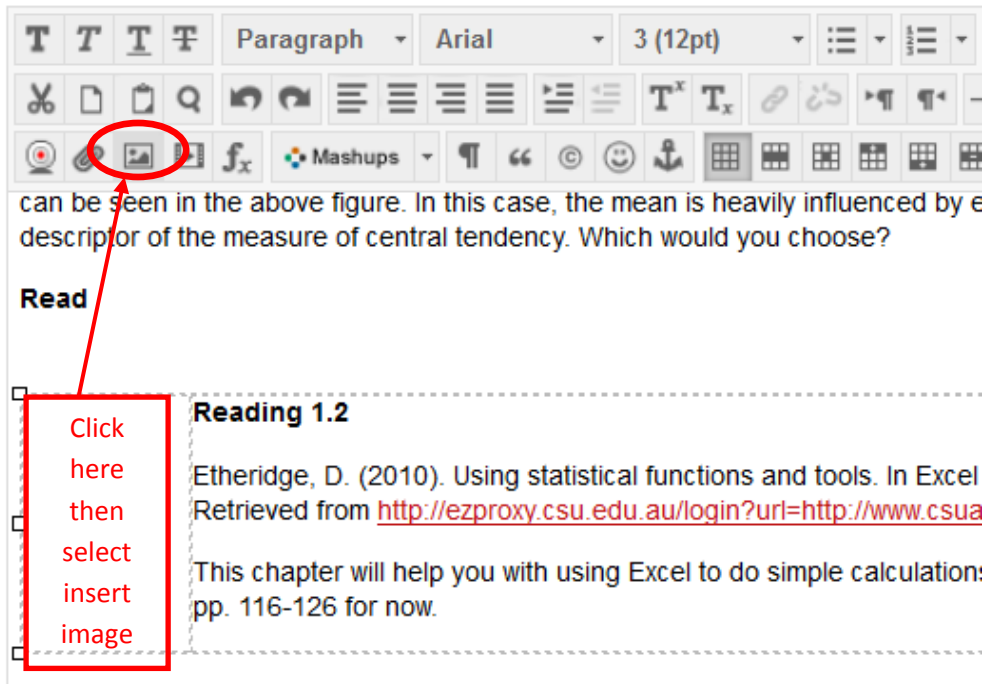 T T T T Paragraph Arial 3 (12pt)
Tx Tx ¶ ¶
fx Mashups ¶ “ ©
can be seen in the above figure. In this case, the mean is heavily influenced by e
descriptor of the measure of central tendency. Which would you choose?
Read
Click
here
then
select
insert
image
Reading 1.2
Etheridge, D. (2010). Using statistical functions and tools. In Excel
Retrieved from http://ezproxy.csu.edu.au/login?url=http://www.csua
This chapter will help you with using Excel to do simple calculations
pp. 116-126 for now.